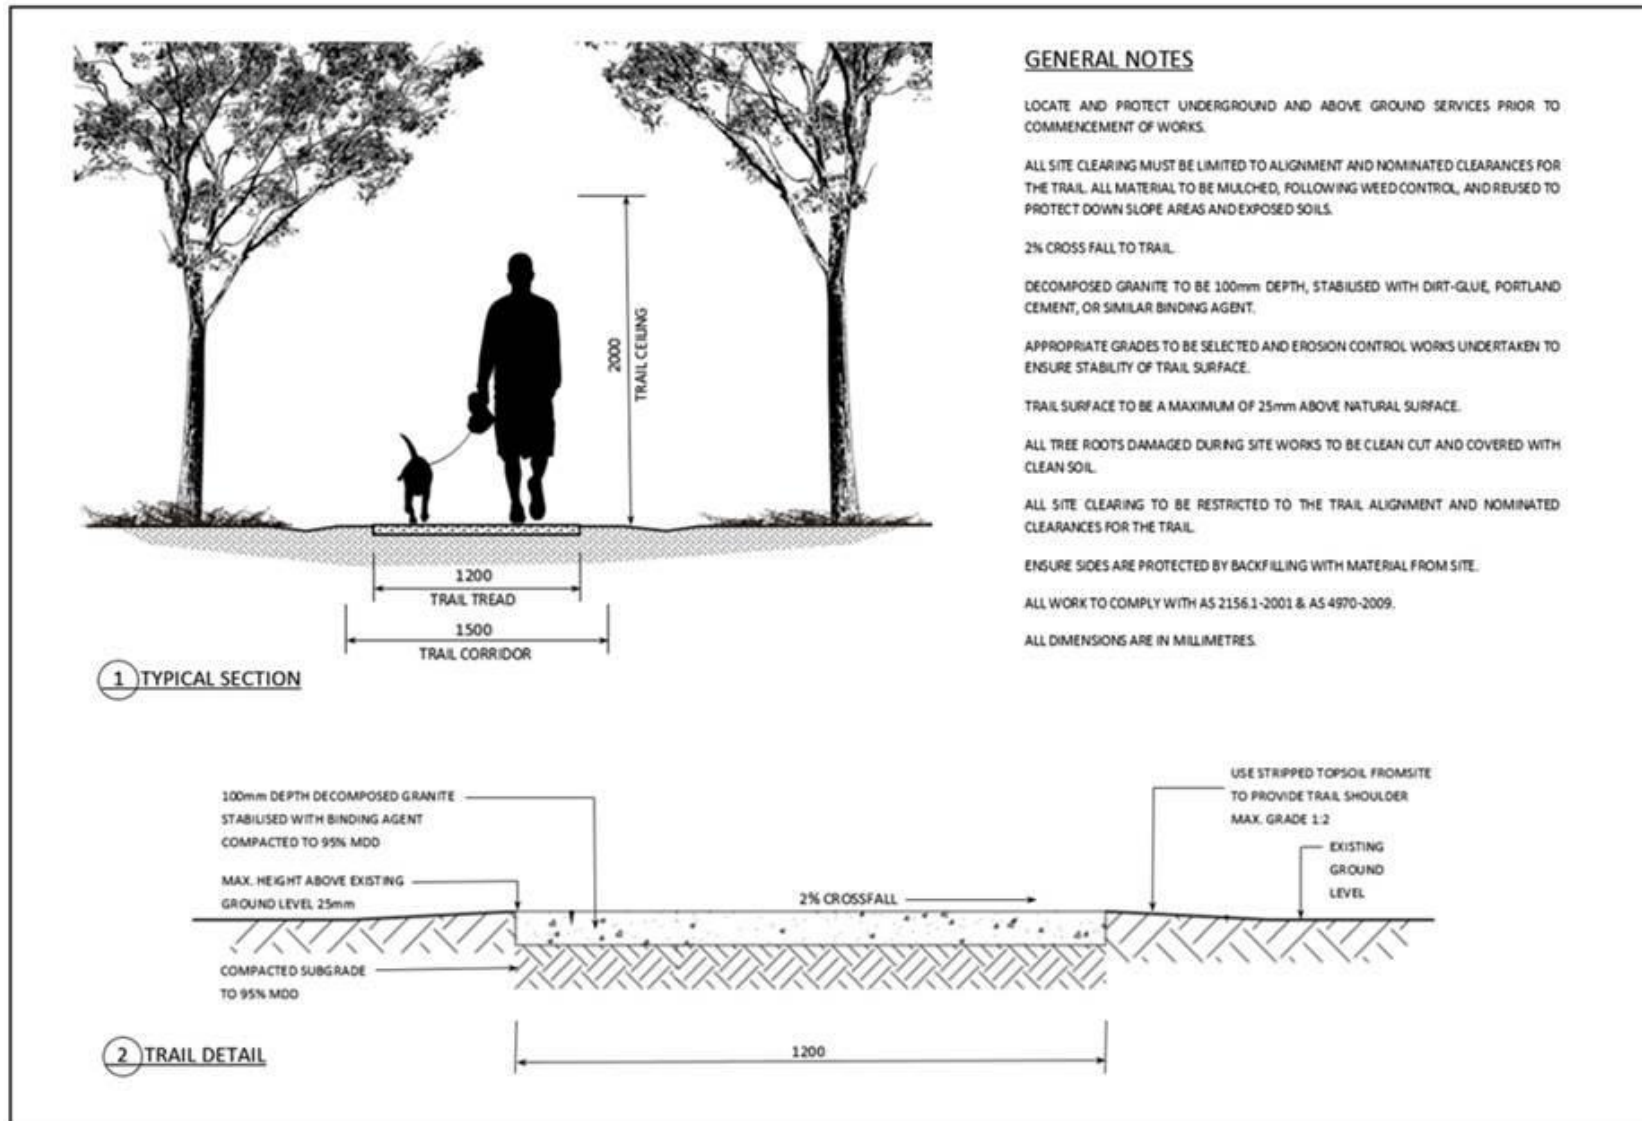 GENERAL NOTES
LOCATE AND PROTECT UNDERGROUND AND ABOVE GROUND SERVICES PRIOR TO
COMMENCEMENT OF WORKS.
ALL SITE CLEARING MUST BE LIMITED TO ALIGNMENT AND NOMINATED CLEARANCES FOR
THE TRAIL. ALL MATERIAL TO BE MULCHED, FOLLOWING WEED CONTROL, AND REUSED TO
PROTECT DOWN SLOPE AREAS AND EXPOSED SOILS.
2% CROSS FALL TO TRAIL.
DECOMPOSED GRANITE TO BE 100mm DEPTH, STABILISED WITH DIRT-GLUE, PORTLAND
CEMENT, OR SIMILAR BINDING AGENT.
APPROPRIATE GRADES TO BE SELECTED AND EROSION CONTROL WORKS UNDERTAKEN TO
ENSURE STABILITY OF TRAIL SURFACE.
TRAIL SURFACE TO BE A MAXIMUM OF 25mm ABOVE NATURAL SURFACE.
ALL TREE ROOTS DAMAGED DURING SITE WORKS TO BE CLEAN CUT AND COVERED WITH
CLEAN SOIL.
ALL SITE CLEARING TO BE RESTRICTED TO THE TRAIL ALIGNMENT AND NOMINATED
CLEARANCES FOR THE TRAIL.
ENSURE SIDES ARE PROTECTED BY BACKFILLING WITH MATERIAL FROM SITE.
ALL WORK TO COMPLY WITH AS 2156.1-2001 & AS 4970-2009.
ALL DIMENSIONS ARE IN MILLIMETRES.
2000
TRAIL CEILING
1200
TRAIL TREAD
1500
TRAIL CORRIDOR
1 TYPICAL SECTION
100mm DEPTH DECOMPOSED GRANITE
STABILISED WITH BINDING AGENT
COMPACTED TO 95% MDD
MAX. HEIGHT ABOVE EXISTING
GROUND LEVEL 25mm
COMPACTED SUBGRADE
TO 95% MDD
2% CROSSFALL
USE STRIPPED TOPSOIL FROMSITE
TO PROVIDE TRAIL SHOULDER
MAX. GRADE 1:2
EXISTING
GROUND
LEVEL
1200
2 TRAIL DETAIL